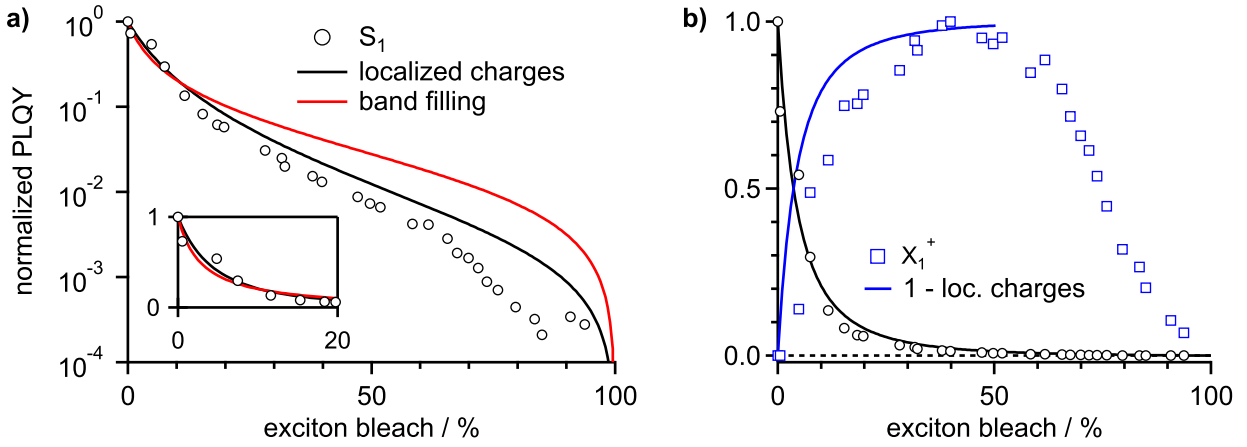 a)
normalized PLQY
10⁰
10⁻¹
10⁻²
10⁻³
10⁻⁴
S₁
localized charges
band filling
1
0
0
20
0
50
100
exciton bleach / %
b)
1.0
0.5
0.0
X₁⁺
1 - loc. charges
0
50
100
exciton bleach / %